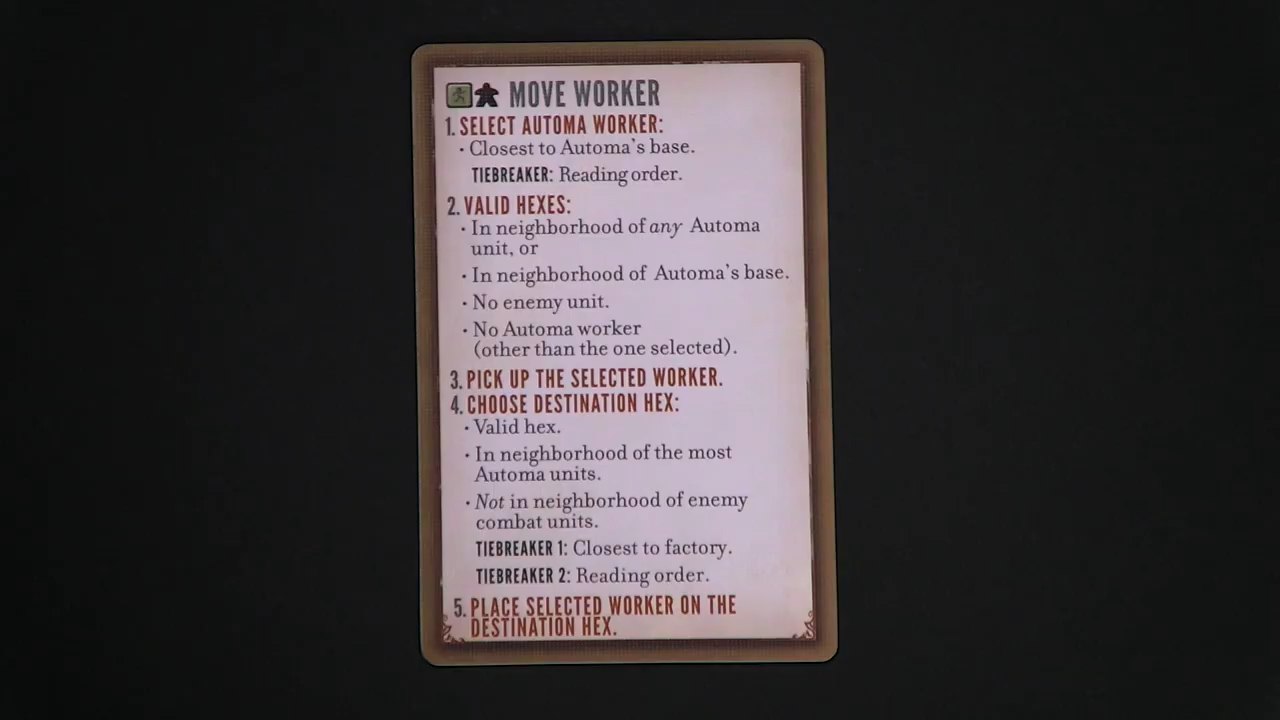 MOVE WORKER
1. SELECT AUTOMA WORKER:
• Closest to Automa's base.
TIEBREAKER: Reading order.
2. VALID HEXES:
• In neighborhood of any Automa
unit, or
• In neighborhood of Automa's base.
• No enemy unit.
• No Automa worker
(other than the one selected).
3. PICK UP THE SELECTED WORKER.
4. CHOOSE DESTINATION HEX:
• Valid hex.
• In neighborhood of the most
Automa units.
• Not in neighborhood of enemy
combat units.
TIEBREAKER 1: Closest to factory.
TIEBREAKER 2: Reading order.
5. PLACE SELECTED WORKER ON THE
DESTINATION HEX.